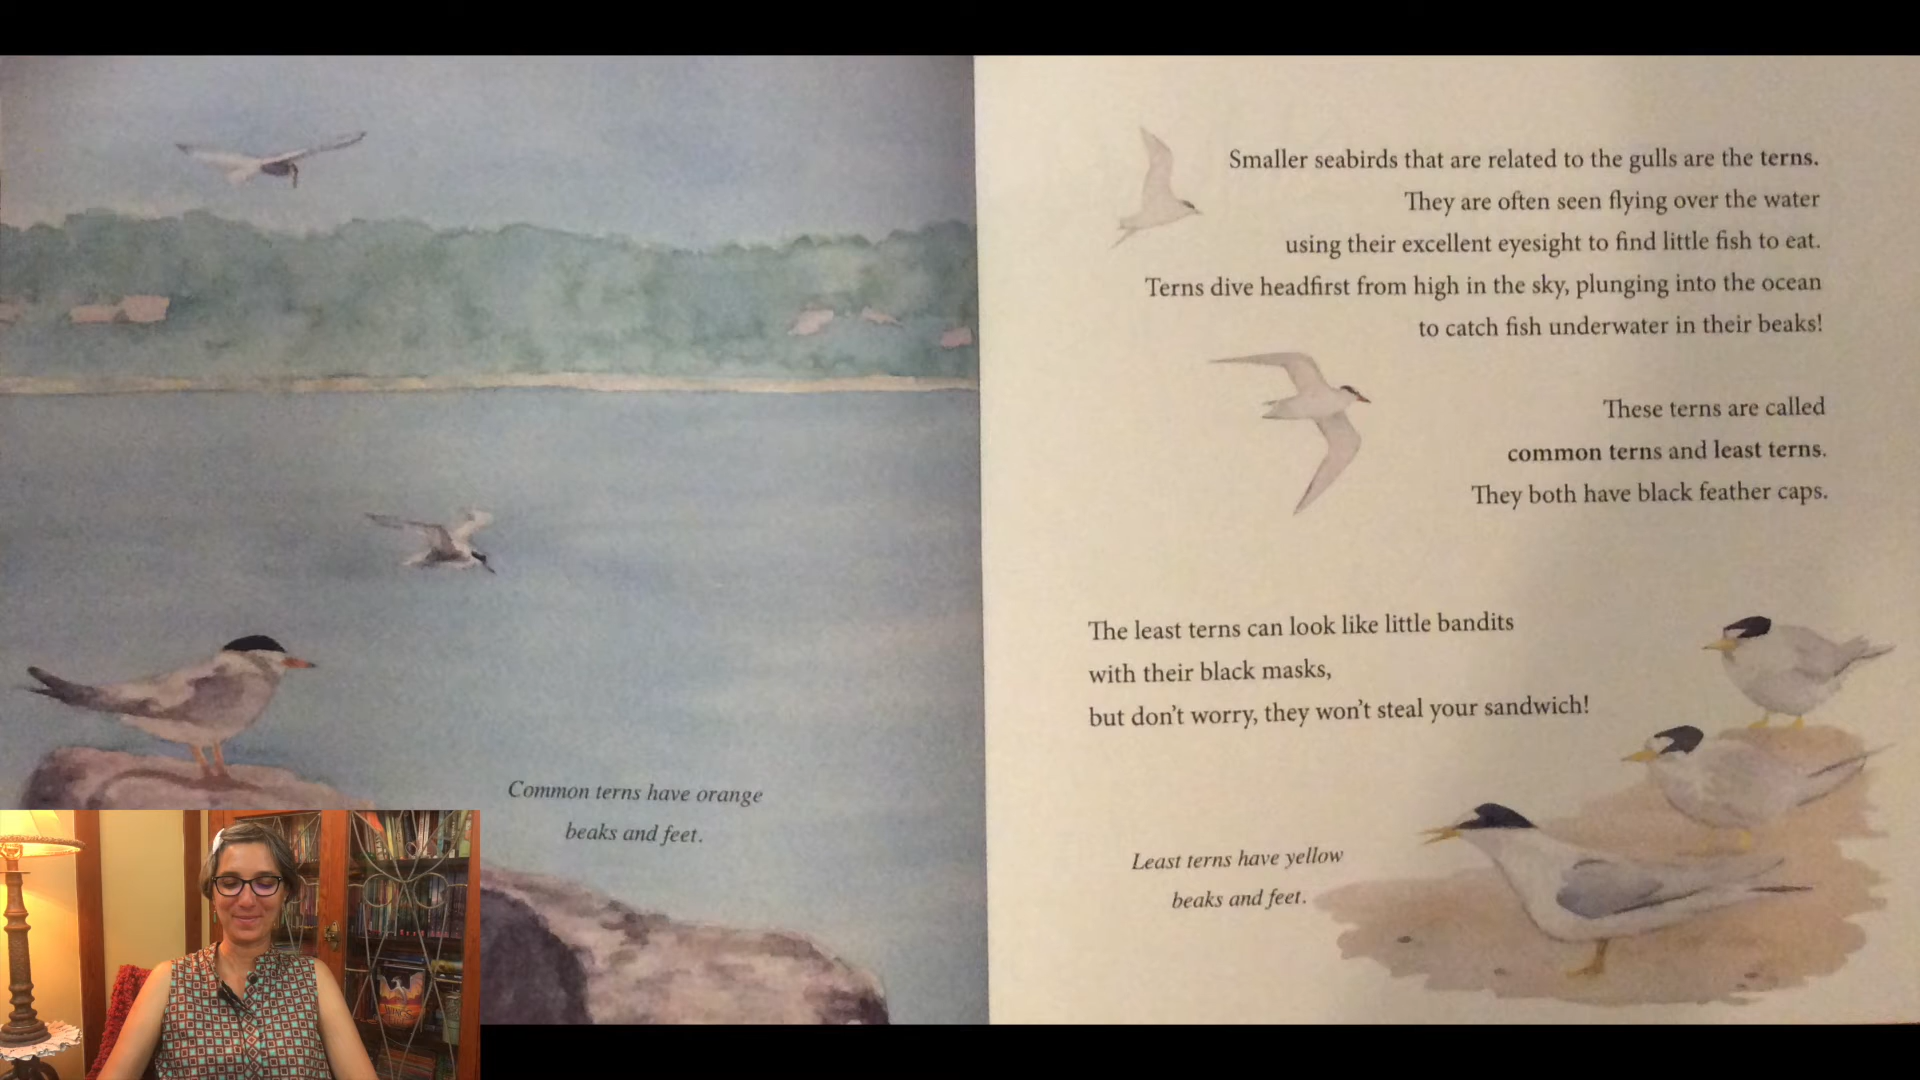 Common terns have orange
beaks and feet.
Smaller seabirds that are related to the gulls are the terns.
They are often seen flying over the water
using their excellent eyesight to find little fish to eat.
Terns dive headfirst from high in the sky, plunging into the ocean
to catch fish underwater in their beaks!
These terns are called
common terns and least terns.
They both have black feather caps.
The least terns can look like little bandits
with their black masks,
but don't worry, they won't steal your sandwich!
Least terns have yellow
beaks and feet.